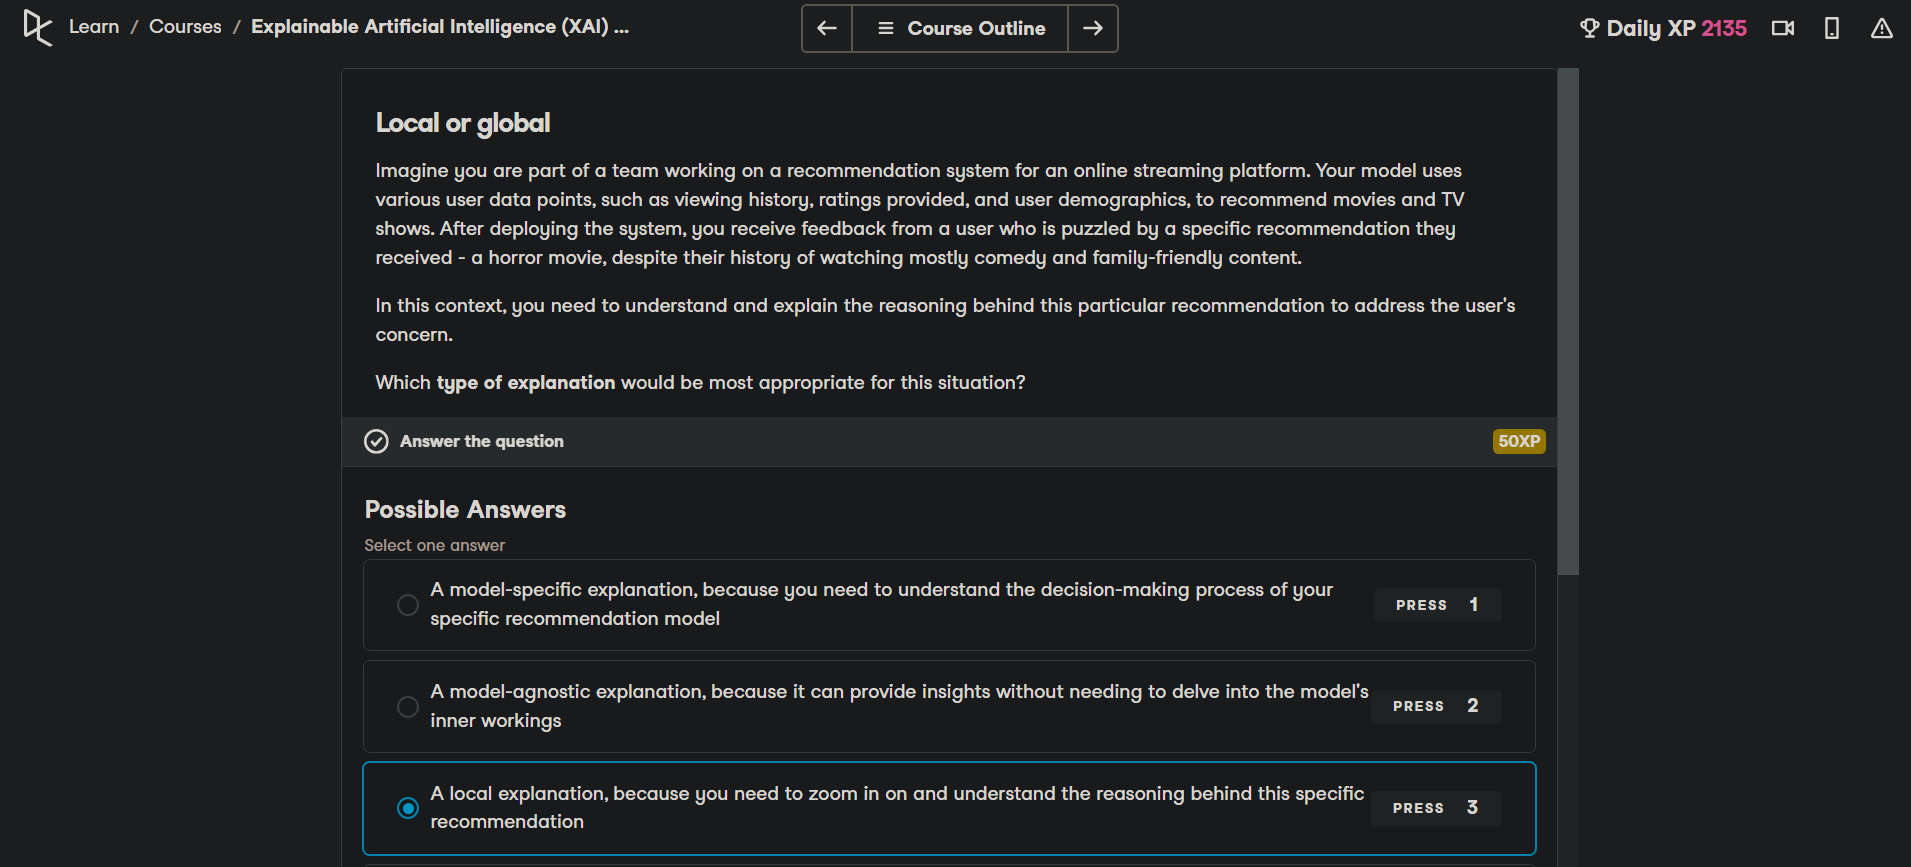 Learn / Courses / Explainable Artificial Intelligence (XAI) ...
Course Outline
Daily XP 2135
Local or global
Imagine you are part of a team working on a recommendation system for an online streaming platform. Your model uses
various user data points, such as viewing history, ratings provided, and user demographics, to recommend movies and TV
shows. After deploying the system, you receive feedback from a user who is puzzled by a specific recommendation they
received - a horror movie, despite their history of watching mostly comedy and family-friendly content.
In this context, you need to understand and explain the reasoning behind this particular recommendation to address the user's
concern.
Which type of explanation would be most appropriate for this situation?
Answer the question
50XP
Possible Answers
Select one answer
A model-specific explanation, because you need to understand the decision-making process of your
specific recommendation model
PRESS 1
A model-agnostic explanation, because it can provide insights without needing to delve into the model's
inner workings
PRESS 2
A local explanation, because you need to zoom in on and understand the reasoning behind this specific
recommendation
PRESS 3